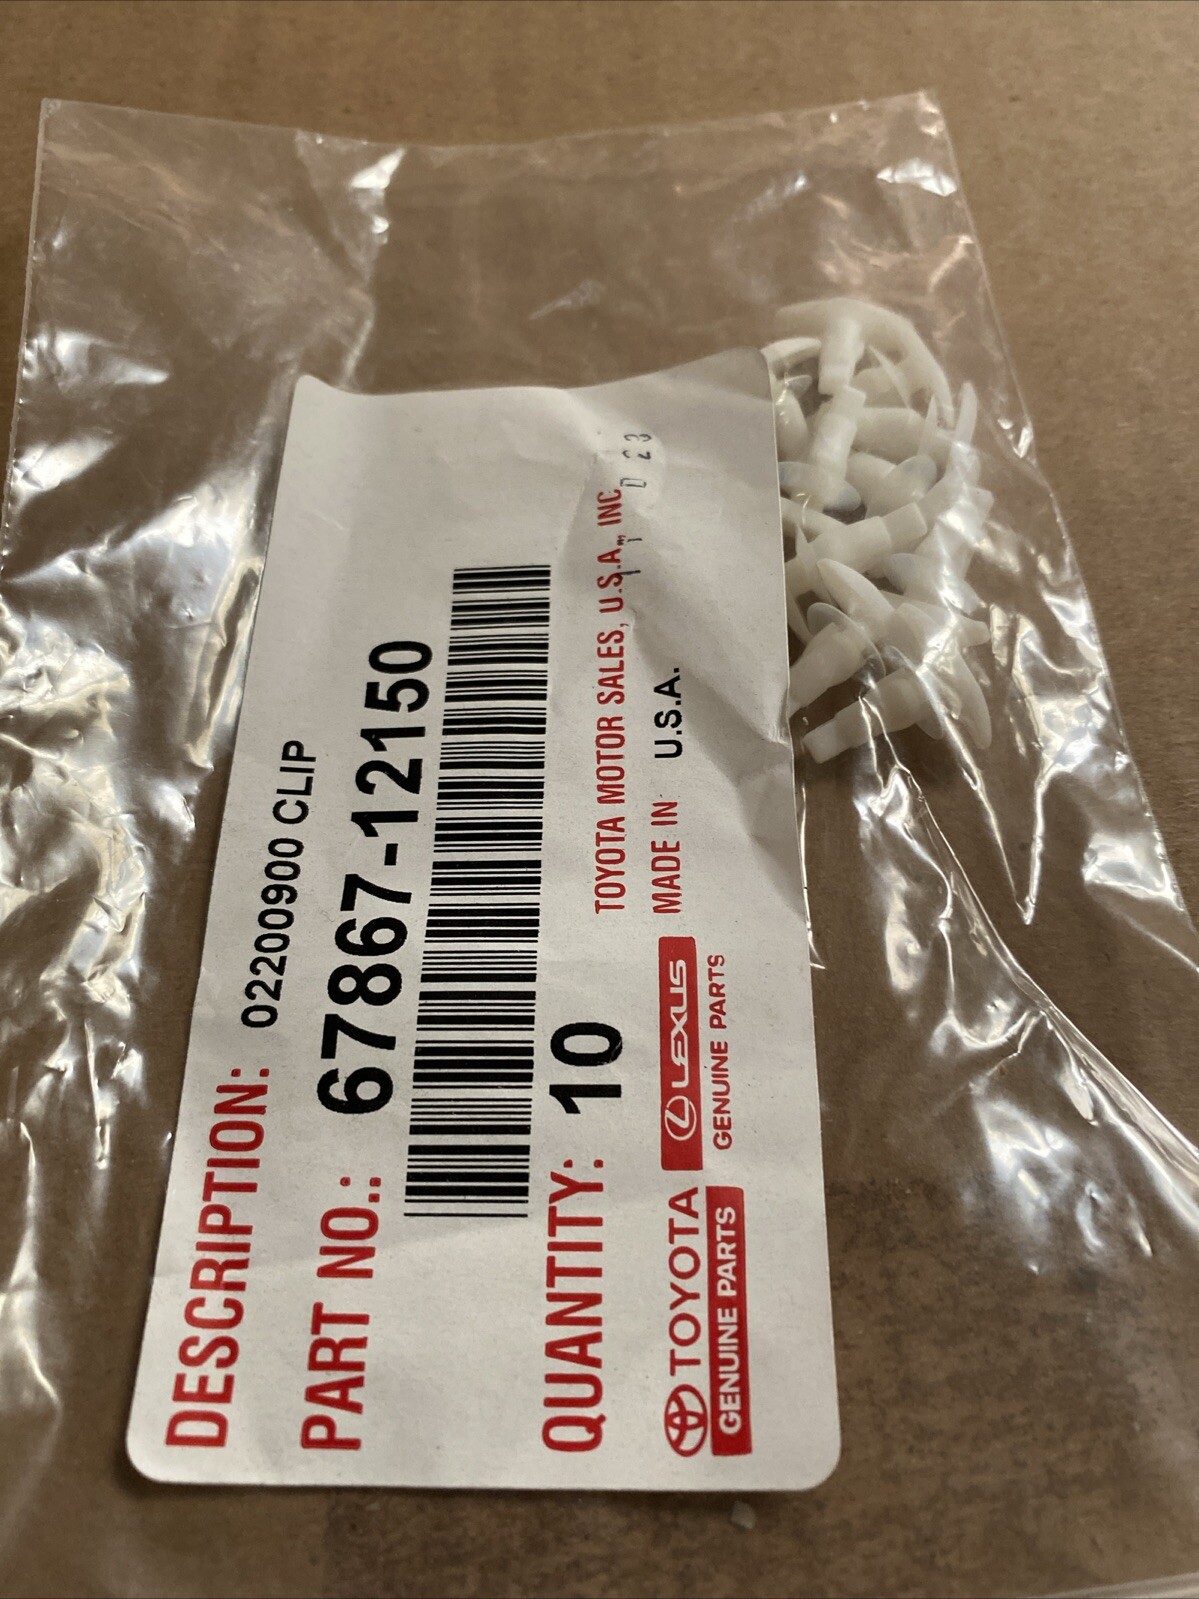 DESCRIPTION: 02200900 CLIP
PART NO.: 67867-12150
QUANTITY: 10
TOYOTA MOTOR SALES, U.S.A., INC
MADE IN U.S.A.
TOYOTA
GENUINE PARTS
LEXUS
GENUINE PARTS